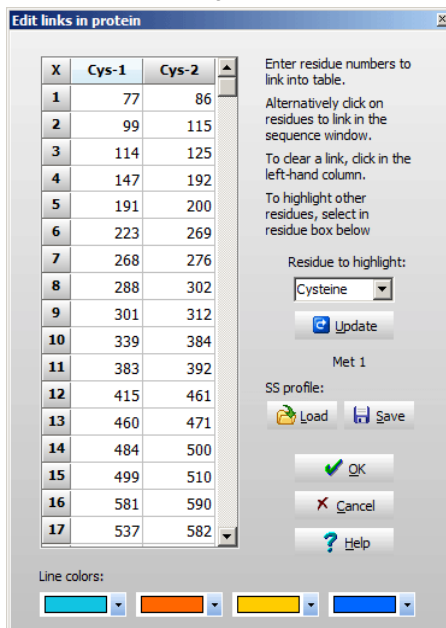 Edit links in protein
X Cys-1 Cys-2
1 77 86
2 99 115
3 114 125
4 147 192
5 191 200
6 223 269
7 268 276
8 288 302
9 301 312
10 339 384
11 383 392
12 415 461
13 460 471
14 484 500
15 499 510
16 581 590
17 537 582
Enter residue numbers to
link into table.
Alternatively click on
residues to link in the
sequence window.
To clear a link, click in the
left-hand column.
To highlight other
residues, select in
residue box below
Residue to highlight:
Cysteine
Update
Met 1
SS profile:
Load Save
OK
Cancel
Help
Line colors: